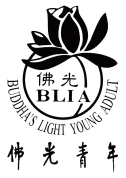 佛光
BLIA
BUDDHA'S LIGHT YOUNG ADULT
佛光青年